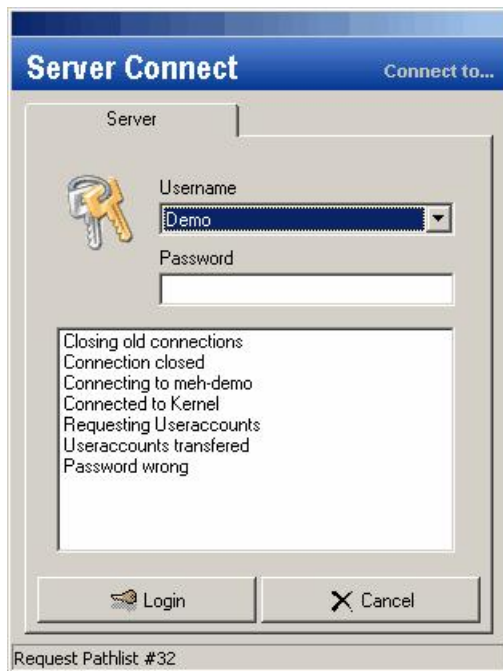 Server Connect
Connect to...
Server
Username
Demo
Password
Closing old connections
Connection closed
Connecting to meh-demo
Connected to Kernel
Requesting Useraccounts
Useraccounts transfered
Password wrong
Login
Cancel
Request Pathlist #32